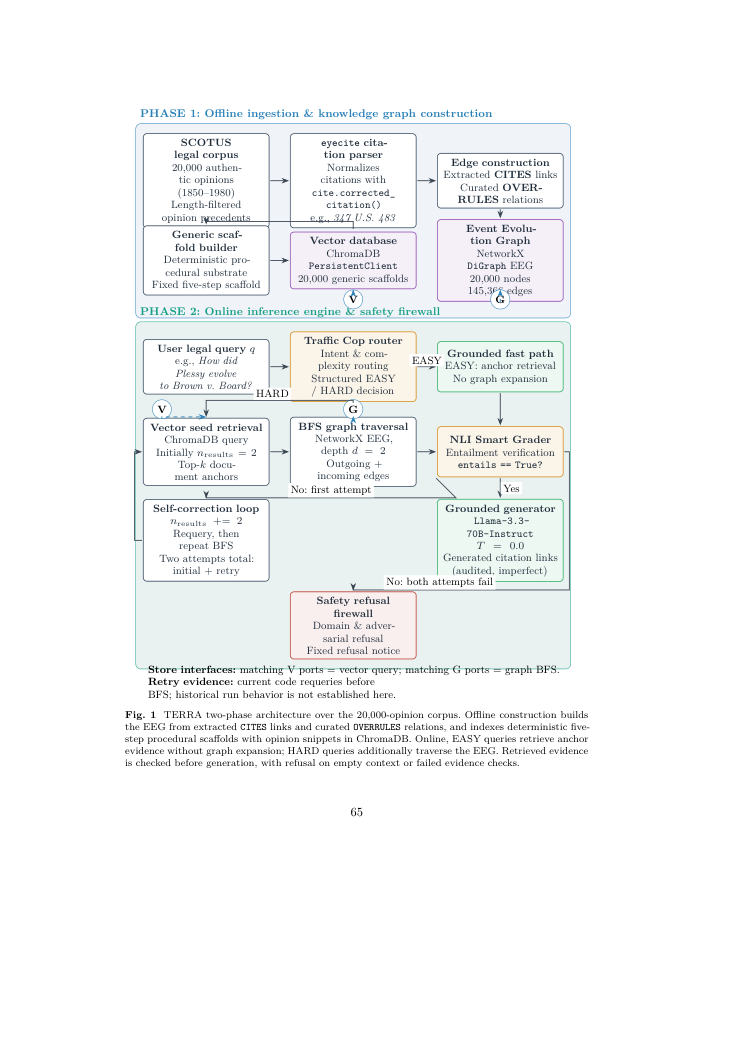 PHASE 1: Offline ingestion & knowledge graph construction
SCOTUS
legal corpus
20,000 authen-
tic opinions
(1850–1980)
Length-filtered
opinion precedents
eyecite cita-
tion parser
Normalizes
citations with
cite.corrected_
citation()
e.g., 347 U.S. 483
Edge construction
Extracted CITES links
Curated OVER-
RULES relations
Generic scaf-
fold builder
Deterministic pro-
cedural substrate
Fixed five-step scaffold
Vector database
ChromaDB
PersistentClient
20,000 generic scaffolds
V
Event Evolu-
tion Graph
NetworkX
DiGraph EEG
20,000 nodes
edges
G
PHASE 2: Online inference engine & safety firewall
User legal query q
e.g., How did
Plessy evolve
to Brown v. Board?
Traffic Cop router
Intent & com-
plexity routing
Structured EASY
/ HARD decision
EASY
Grounded fast path
EASY: anchor retrieval
No graph expansion
HARD
V
G
Vector seed retrieval
ChromaDB query
Initially nresults = 2
Top-k docu-
ment anchors
BFS graph traversal
NetworkX EEG,
depth d = 2
Outgoing +
incoming edges
NLI Smart Grader
Entailment verification
entails == True?
No: first attempt
Yes
Self-correction loop
nresults += 2
Requery, then
repeat BFS
Two attempts total:
initial + retry
Grounded generator
Llama-3.3-
70B-Instruct
T = 0.0
Generated citation links
(audited, imperfect)
No: both attempts fail
Safety refusal
firewall
Domain & adver-
sarial refusal
Fixed refusal notice
Store interfaces: matching V ports = vector query; matching G ports = graph BFS.
Retry evidence: current code requeries before
BFS; historical run behavior is not established here.
Fig. 1 TERRA two-phase architecture over the 20,000-opinion corpus. Offline construction builds
the EEG from extracted CITES links and curated OVERRULES relations, and indexes deterministic five-
step procedural scaffolds with opinion snippets in ChromaDB. Online, EASY queries retrieve anchor
evidence without graph expansion; HARD queries additionally traverse the EEG. Retrieved evidence
is checked before generation, with refusal on empty context or failed evidence checks.
65